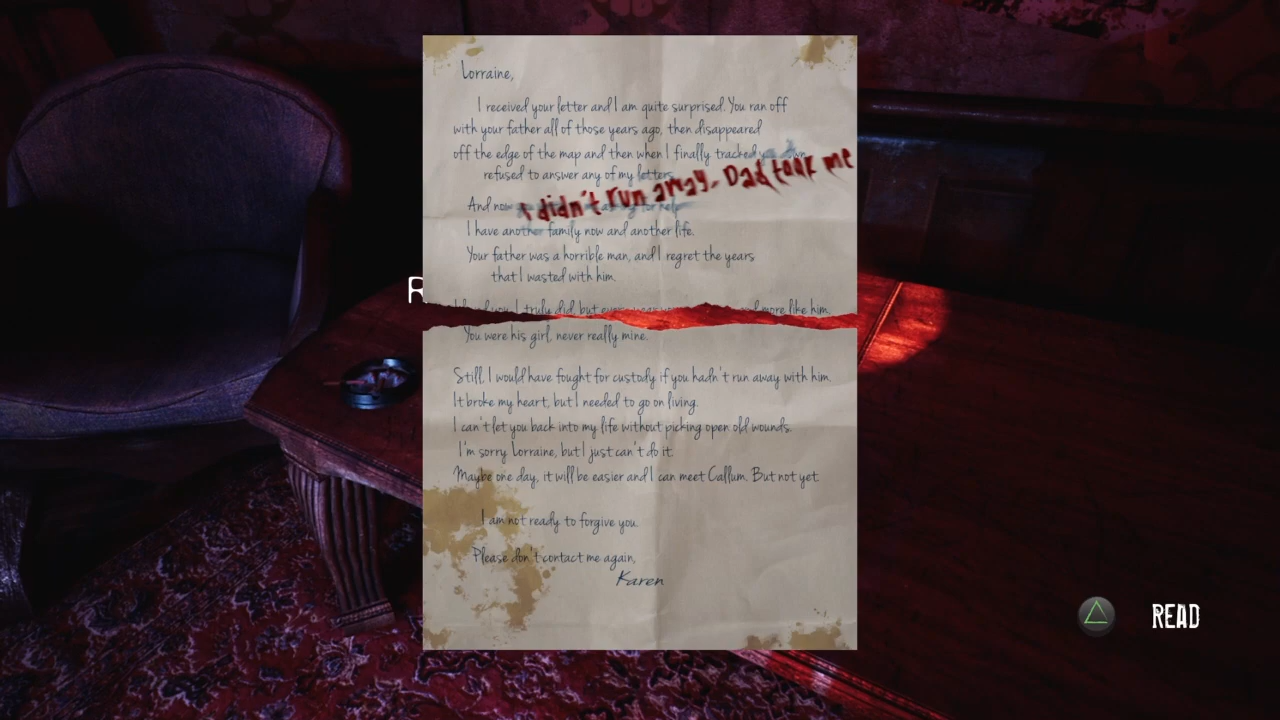 Lorraine,
I received your letter and I am quite surprised. You ran off
with your father all of those years ago, then disappeared
off the edge of the map and then when I finally tracked
refused to answer any of my letters.
I didn't run away. Dad took me
And now for help
I have another family now and another life.
Your father was a horrible man, and I regret the years
that I wasted with him.
you, I truly did, but more like him.
You were his girl, never really mine.
Still, I would have fought for custody if you hadn't run away with him.
It broke my heart, but I needed to go on living.
I can't let you back into my life without picking open old wounds.
I'm sorry Lorraine, but I just can't do it.
Maybe one day, it will be easier and I can meet Callum. But not yet.
I am not ready to forgive you.
Please don't contact me again,
Karen
R
READ